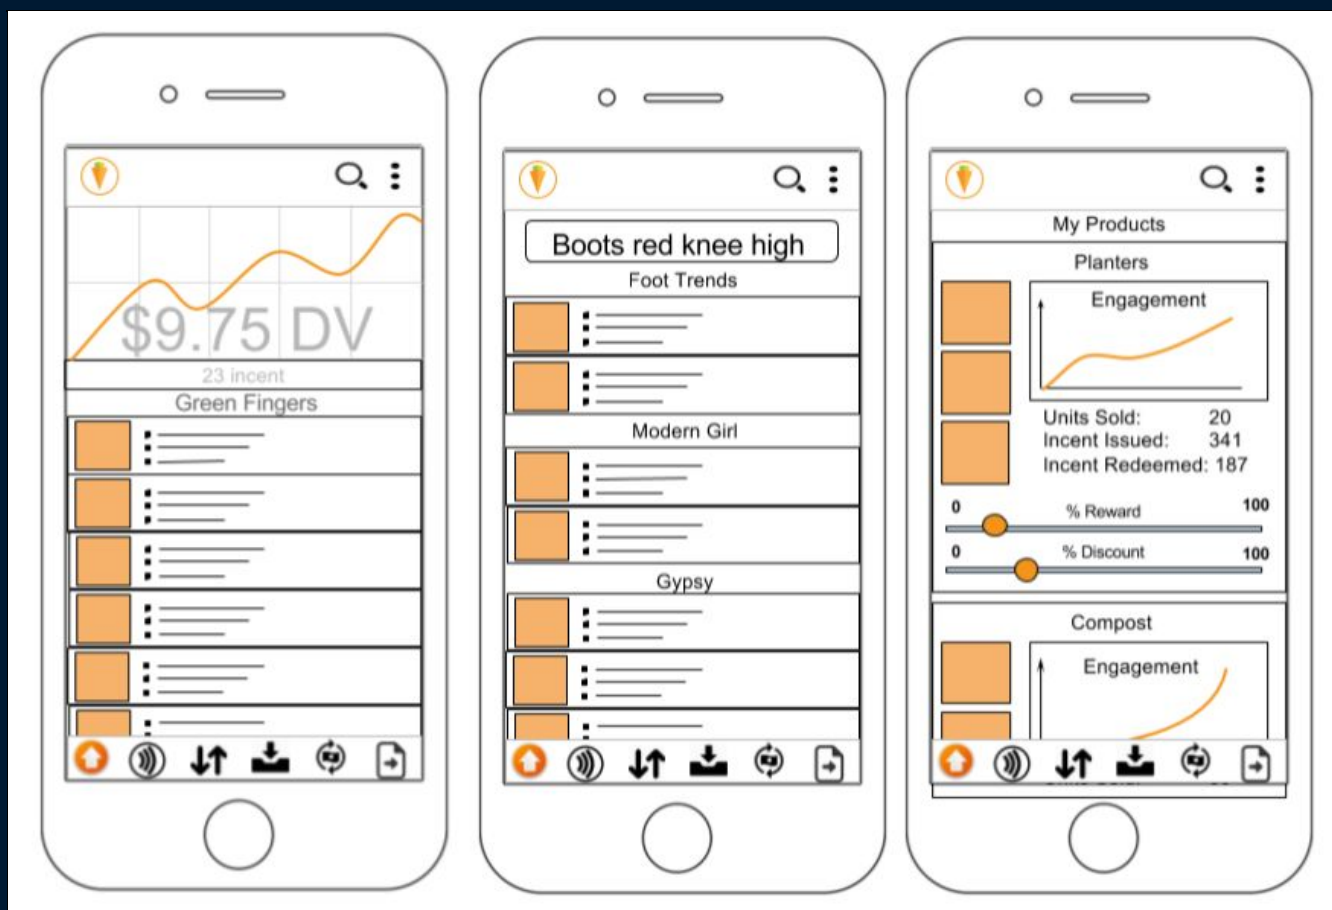 $9.75 DV
23 incent
Green Fingers
Boots red knee high
Foot Trends
Modern Girl
Gypsy
My Products
Planters
Engagement
Units Sold: 20
Incent Issued: 341
Incent Redeemed: 187
0 % Reward 100
0 % Discount 100
Compost
Engagement